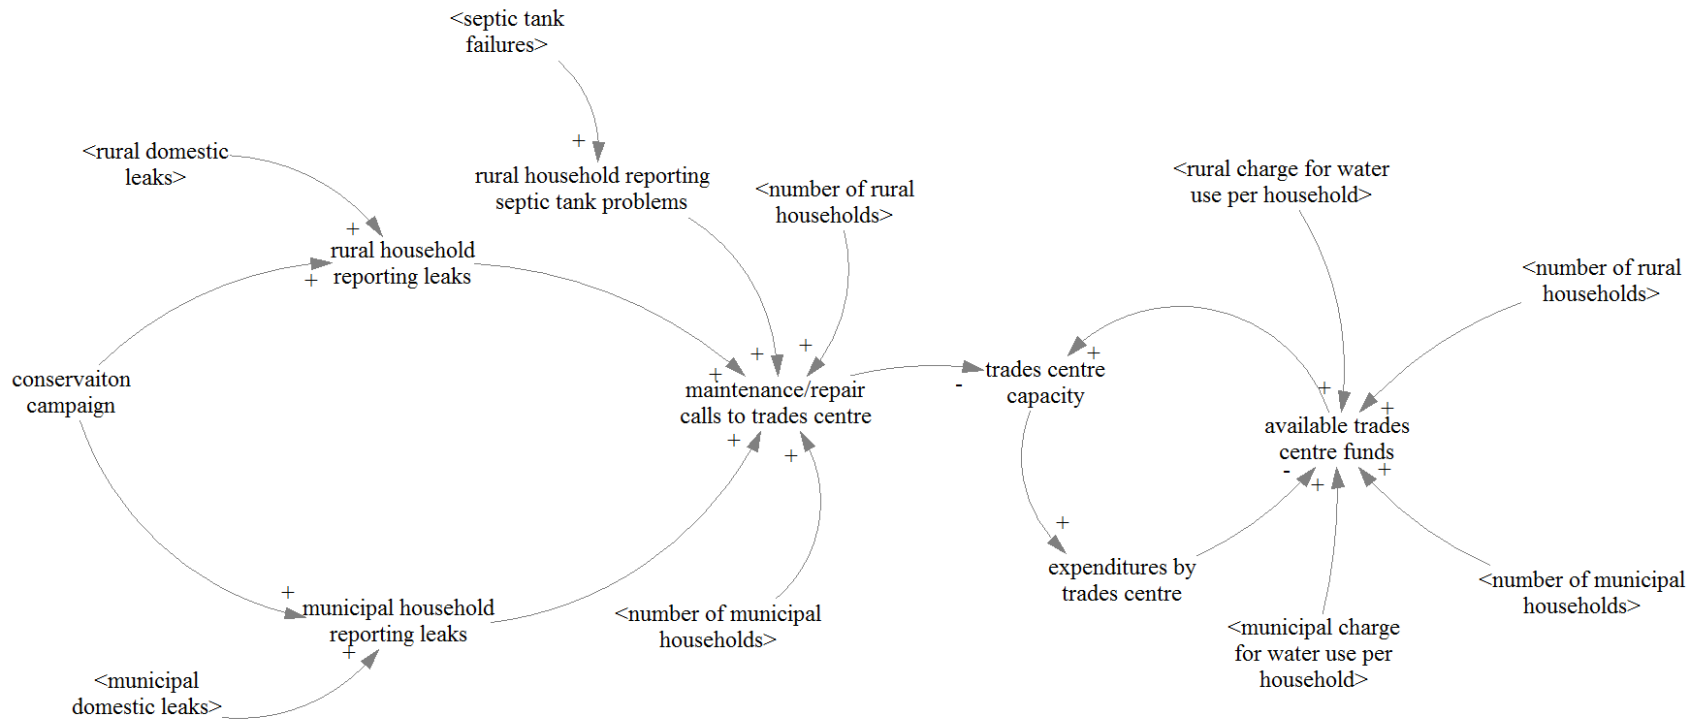 <septic tank
failures>
<rural domestic
leaks>
+
rural household reporting
septic tank problems
<number of rural
households>
<rural charge for water
use per household>
+
rural household
reporting leaks
+
<number of rural
households>
conservaiton
campaign
+
+
+
maintenance/repair
calls to trades centre
+
+
-
trades centre
capacity
+
+
+
available trades
centre funds
-
+
+
+
expenditures by
trades centre
+
municipal household
reporting leaks
+
<number of municipal
households>
<number of municipal
households>
<municipal charge
for water use per
household>
<municipal
domestic leaks>